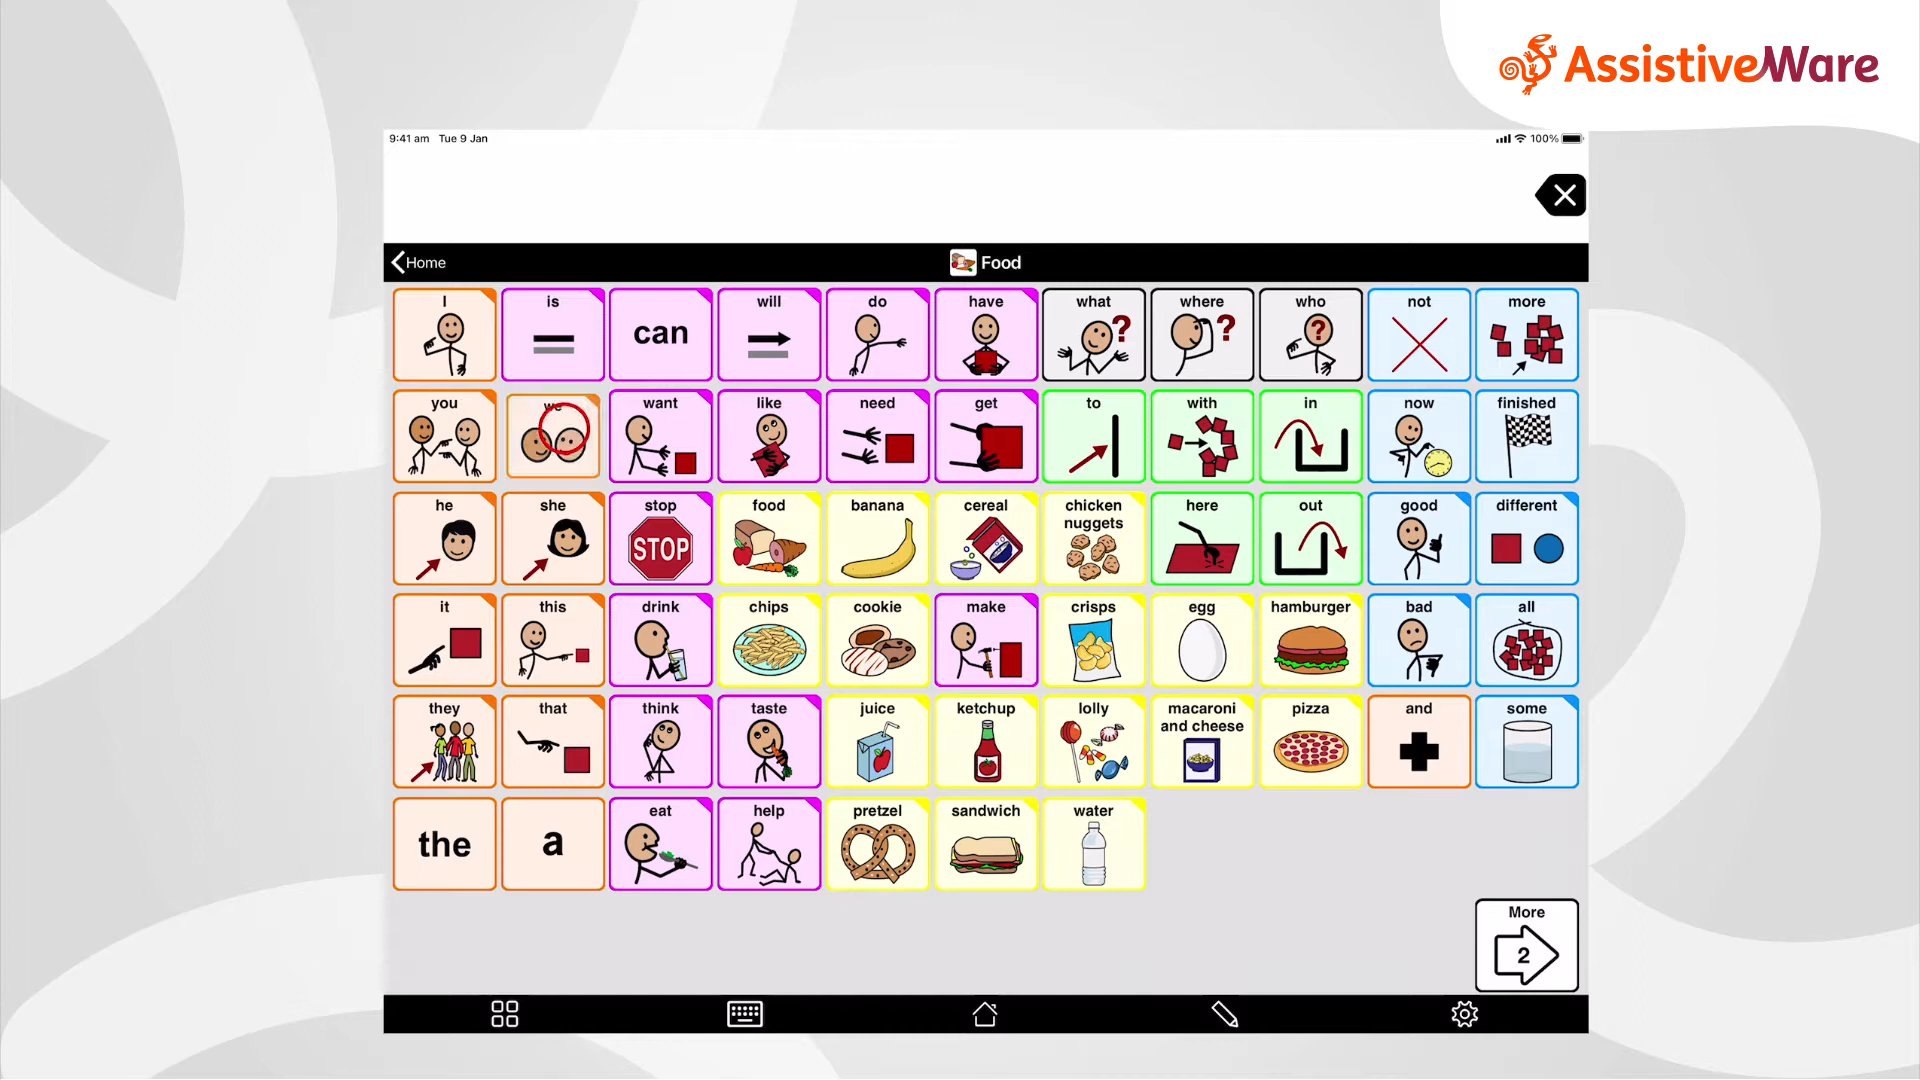 AssistiveWare
9:41 am Tue 9 Jan
100%
Home
Food
I
is
can
will
do
have
what
where
who
not
more
you
we
want
like
need
get
to
with
in
now
finished
he
she
stop
STOP
food
banana
cereal
chicken
nuggets
here
out
good
different
it
this
drink
chips
cookie
make
crisps
egg
hamburger
bad
all
they
that
think
taste
juice
ketchup
lolly
macaroni
and cheese
pizza
and
some
the
a
eat
help
pretzel
sandwich
water
More
2